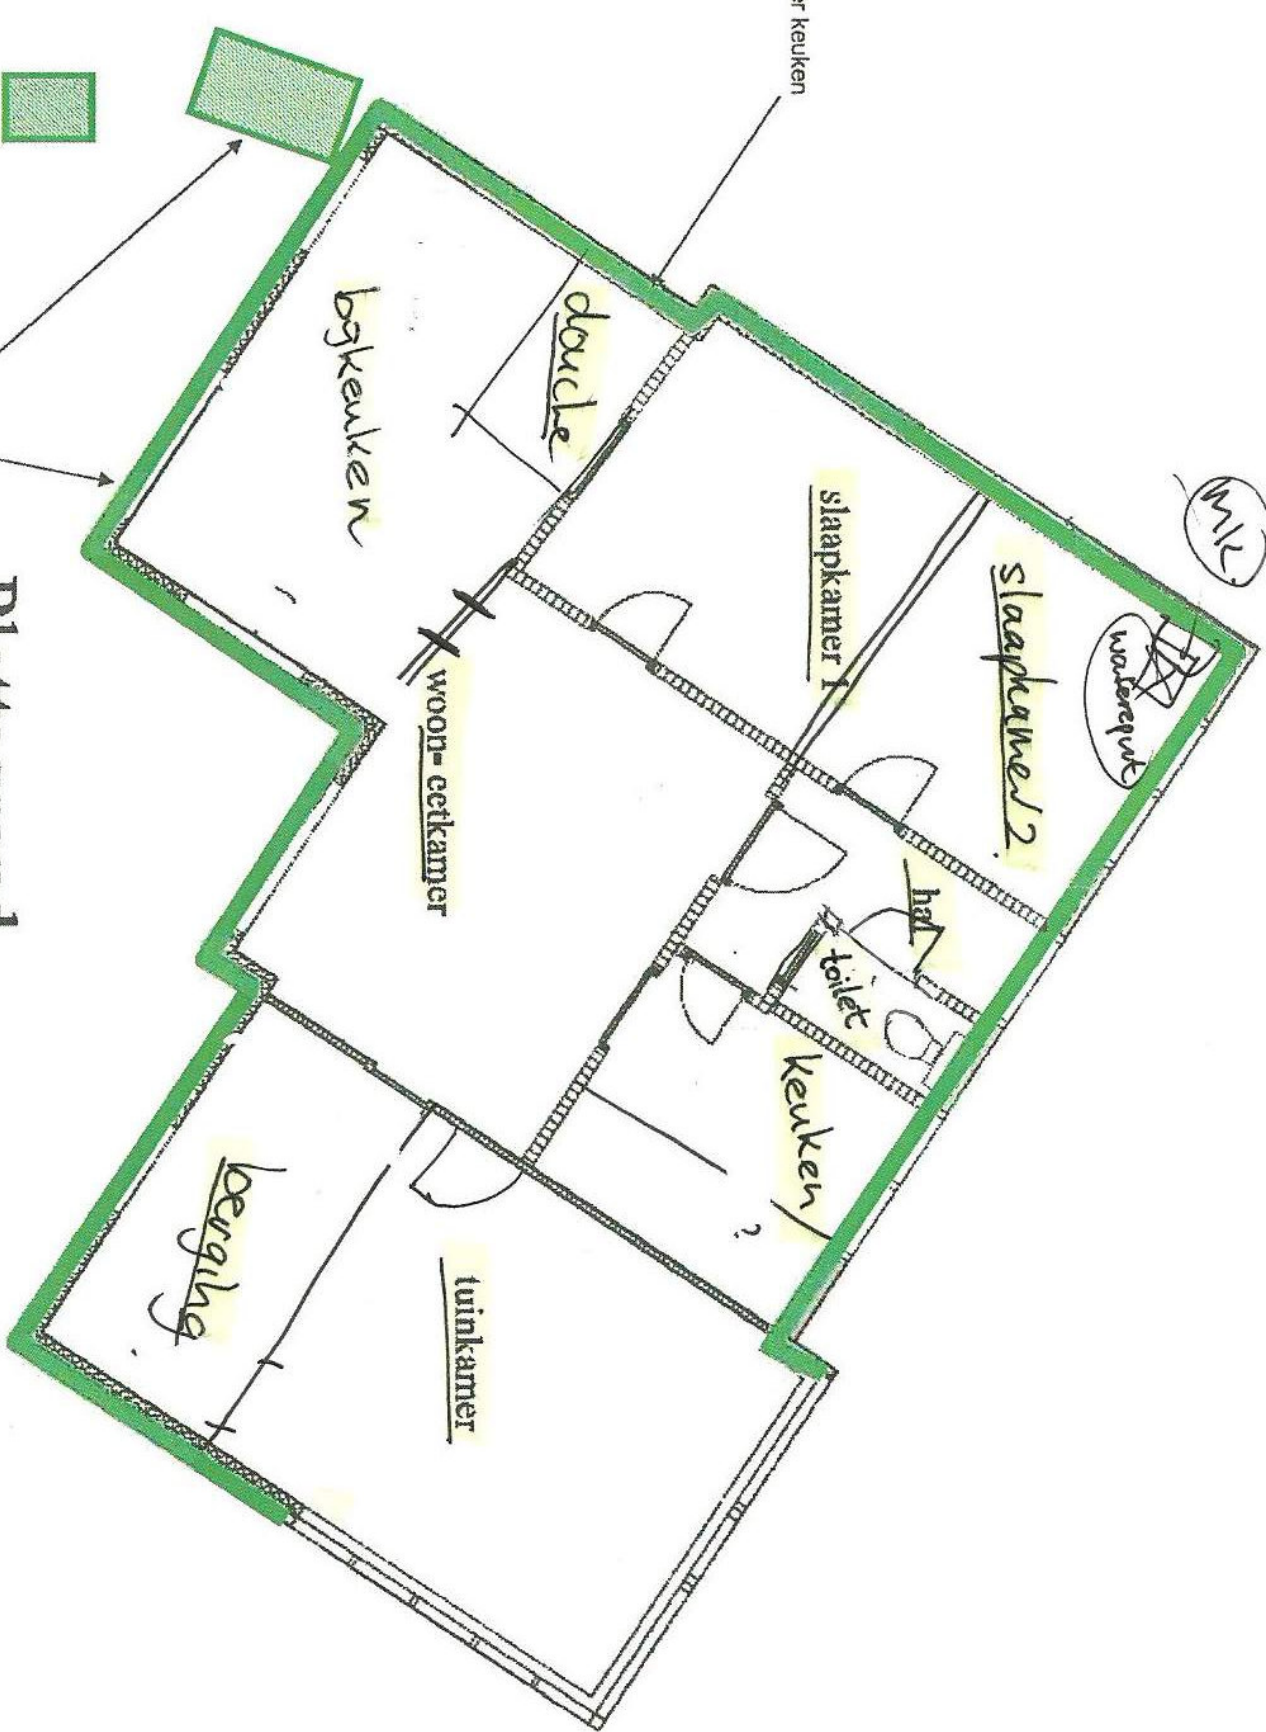 er keuken
mk.
waterput
slaapkamer 2
slaapkamer 1
douche
bijkeuken
hal
toilet
woon- eetkamer
keuken
?
tuinkamer
berging